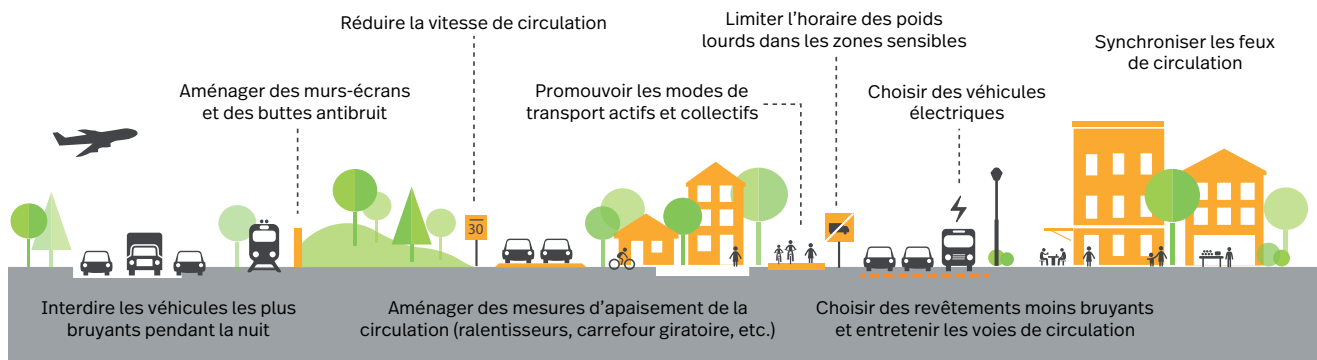 Réduire la vitesse de circulation
Limiter l’horaire des poids
lourds dans les zones sensibles
Synchroniser les feux
de circulation
Aménager des murs-écrans
et des buttes antibruit
Promouvoir les modes de
transport actifs et collectifs
Choisir des véhicules
électriques
30
Interdire les véhicules les plus
bruyants pendant la nuit
Aménager des mesures d’apaisement de la
circulation (ralentisseurs, carrefour giratoire, etc.)
Choisir des revêtements moins bruyants
et entretenir les voies de circulation